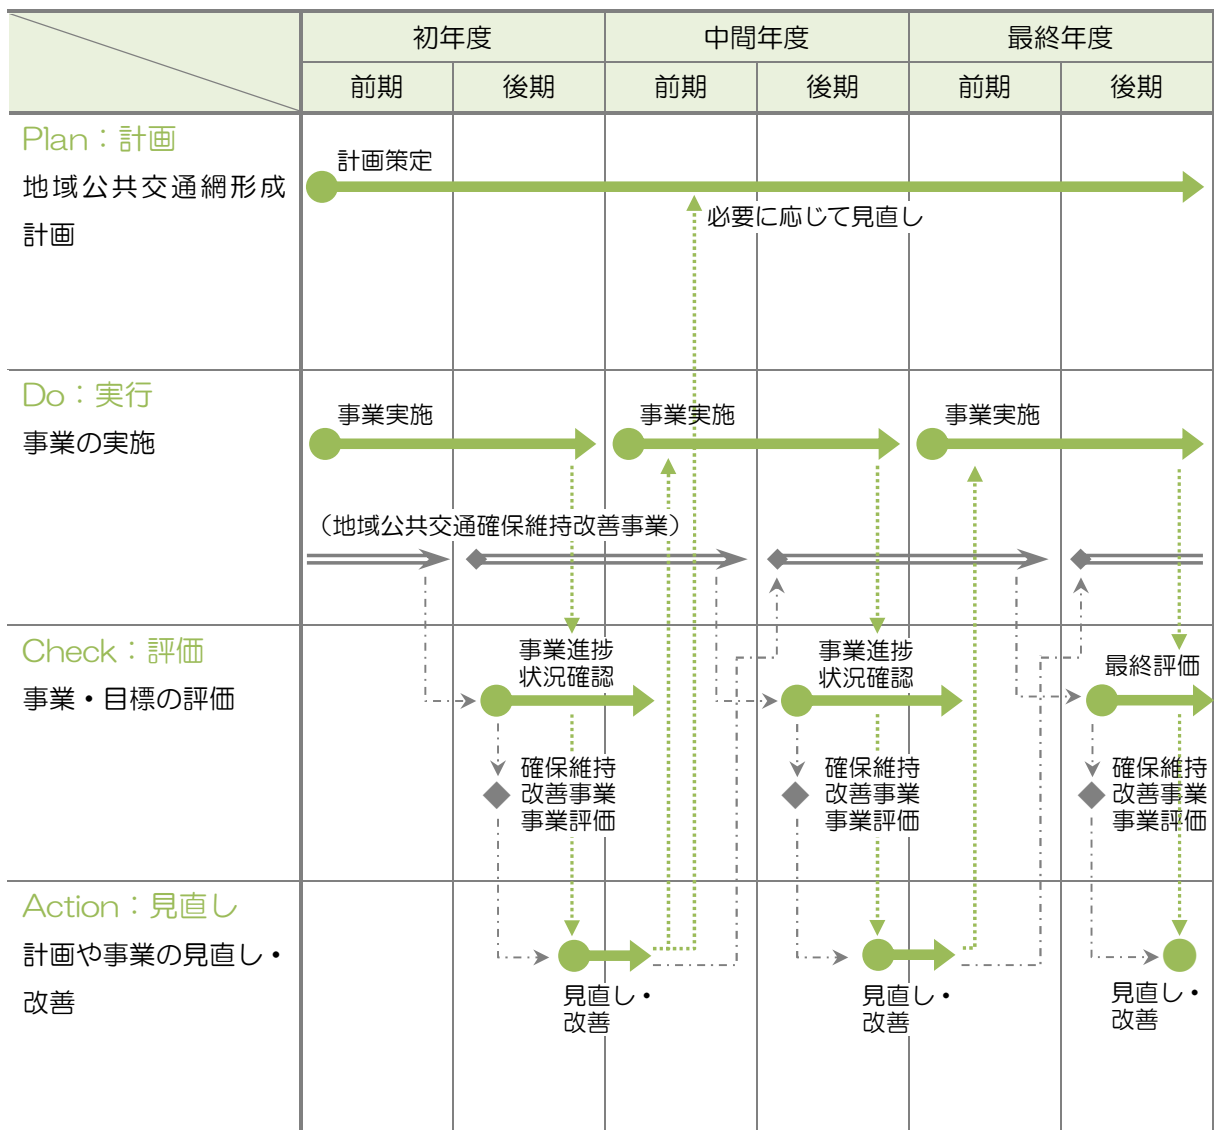 初年度
中間年度
最終年度
前期
後期
前期
後期
前期
後期
Plan：計画
地域公共交通網形成
計画
計画策定
必要に応じて見直し
Do：実行
事業の実施
事業実施
事業実施
事業実施
（地域公共交通確保維持改善事業）
Check：評価
事業・目標の評価
事業進捗
状況確認
事業進捗
状況確認
最終評価
確保維持
改善事業
事業評価
確保維持
改善事業
事業評価
確保維持
改善事業
事業評価
Action：見直し
計画や事業の見直し・
改善
見直し・
改善
見直し・
改善
見直し・
改善